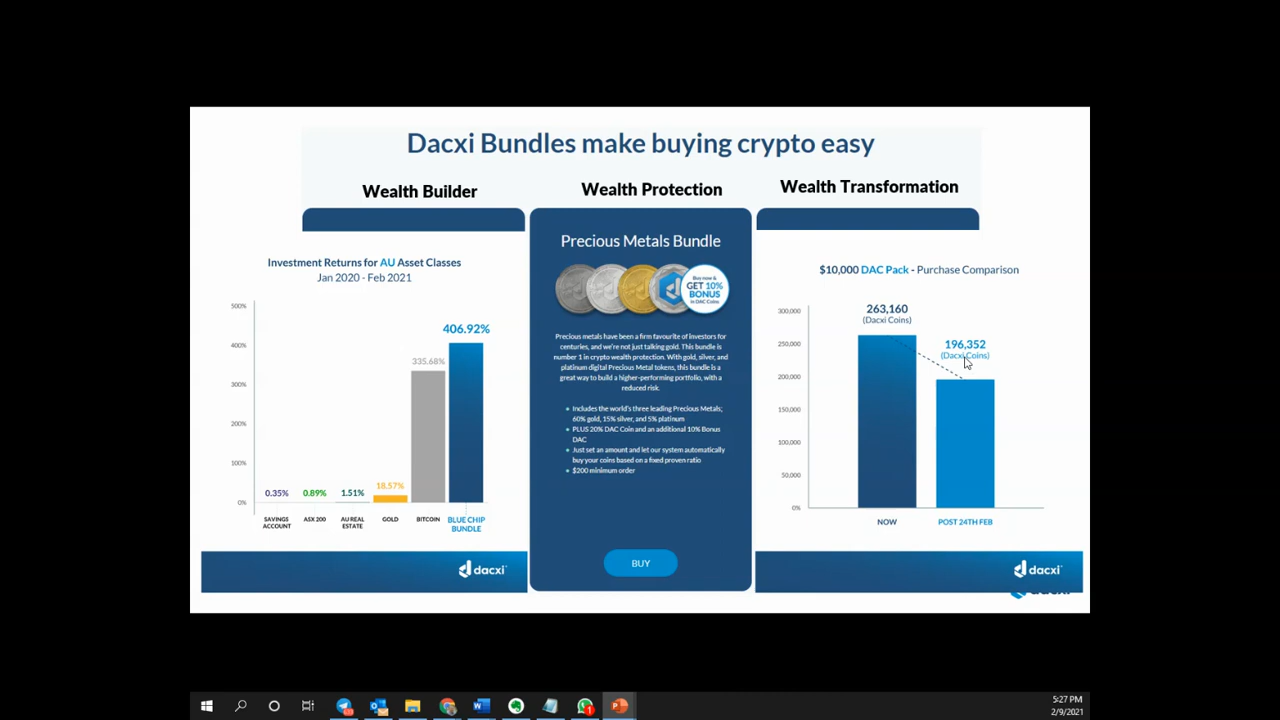 Dacxi Bundles make buying crypto easy
Wealth Builder
Investment Returns for AU Asset Classes
Jan 2020 - Feb 2021
500%
400%
300%
200%
100%
0%
0.35%
0.89%
1.51%
18.57%
335.68%
406.92%
SAVINGS
ACCOUNT
ASX 200
AU REAL
ESTATE
GOLD
BITCOIN
BLUE CHIP
BUNDLE
dacxi
Wealth Protection
Precious Metals Bundle
Buy now &
GET 10%
BONUS
in DAC Coins
Precious metals have been a firm favourite of investors for
centuries, and we're not just talking gold. This bundle is
number 1 in crypto wealth protection. With gold, silver, and
platinum digital Precious Metal tokens, this bundle is a
great way to build a higher-performing portfolio, with a
reduced risk.
Includes the world's three leading Precious Metals;
60% gold, 15% silver, and 5% platinum
PLUS 20% DAC Coin and an additional 10% Bonus
DAC
Just set an amount and let our system automatically
buy your coins based on a fixed proven ratio
$200 minimum order
BUY
Wealth Transformation
$10,000 DAC Pack - Purchase Comparison
300,000
250,000
200,000
150,000
100,000
50,000
0%
263,160
(Dacxi Coins)
196,352
(Dacxi Coins)
NOW
POST 24TH FEB
dacxi
dacxi
5:27 PM
2/9/2021